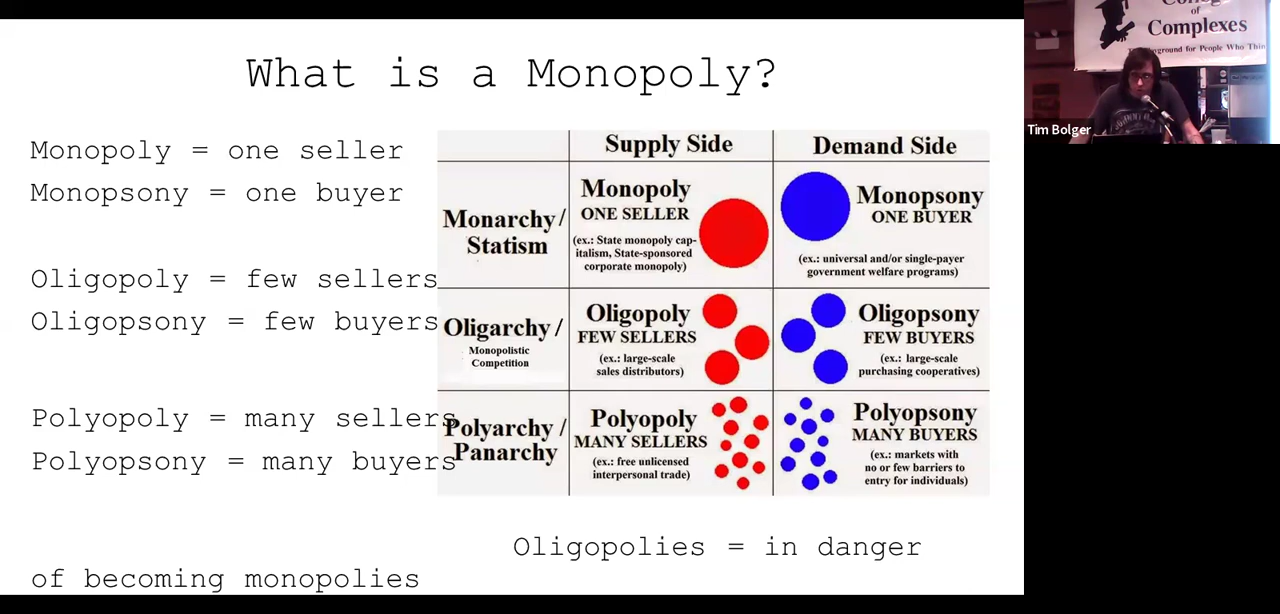 What is a Monopoly?
Monopoly = one seller
Monopsony = one buyer
Oligopoly = few sellers
Oligopsony = few buyers
Polyopoly = many sellers
Polyopsony = many buyers
Supply Side
Demand Side
Monarchy/
Statism
Monopoly
ONE SELLER
(ex.: State monopoly cap-
italism, State-sponsored
corporate monopoly)
Monopsony
ONE BUYER
(ex.: universal and/or single-payer
government welfare programs)
Oligarchy /
Monopolistic
Competition
Oligopoly
FEW SELLERS
(ex.: large-scale
sales distributors)
Oligopsony
FEW BUYERS
(ex.: large-scale
purchasing cooperatives)
Polyarchy /
Panarchy
Polyopoly
MANY SELLERS
(ex.: free unlicensed
interpersonal trade)
Polyopsony
MANY BUYERS
(ex.: markets with
no or few barriers to
entry for individuals)
Oligopolies = in danger
of becoming monopolies
of
Complexes
for People Who
Tim Bolger